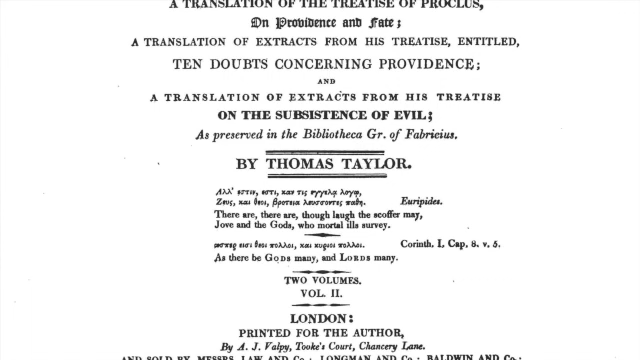 A TRANSLATION OF THE TREATISE OF PROCLUS,
On Providence and Fate;
A TRANSLATION OF EXTRACTS FROM HIS TREATISE, ENTITLED,
TEN DOUBTS CONCERNING PROVIDENCE;
AND
A TRANSLATION OF EXTRACTS FROM HIS TREATISE
ON THE SUBSISTENCE OF EVIL;
As preserved in the Bibliotheca Gr. of Fabricius.
BY THOMAS TAYLOR.
Αλλ' εστιν, εστι, καν τις εγγελᾳ λογῳ,
Ζευς, και θεοι, βροτεια λευσσοντες παθη. Euripides.
There are, there are, though laugh the scoffer may,
Jove and the Gods, who mortal ills survey.
ωσπερ εισι θεοι πολλοι, και κυριοι πολλοι. Corinth. I. Cap. 8. v. 5.
As there be GODS many, and LORDS many.
TWO VOLUMES.
VOL. II.
LONDON:
PRINTED FOR THE AUTHOR,
By A. J. Valpy, Tooke's Court, Chancery Lane.
AND SOLD BY MESSRS. LAW AND Co.; LONGMAN AND Co.; BALDWIN AND Co.;